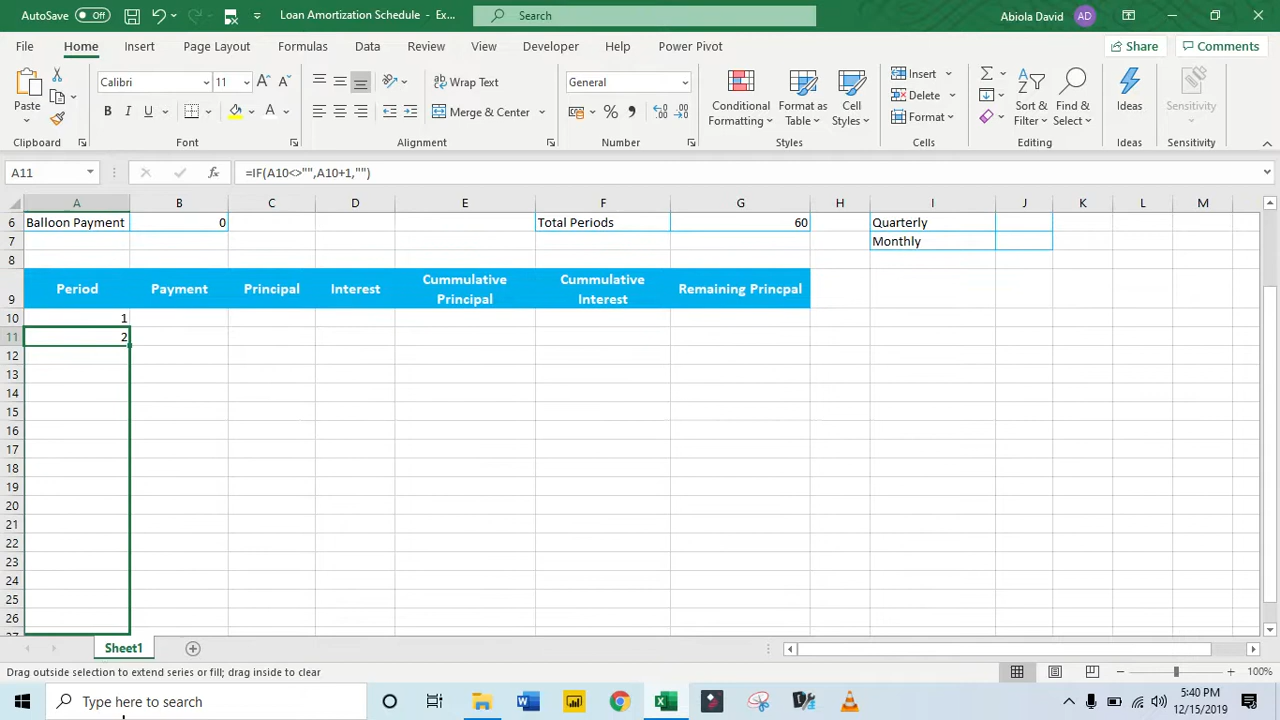 AutoSave Off Loan Amortization Schedule - Ex... Search Abiola David AD
File Home Insert Page Layout Formulas Data Review View Developer Help Power Pivot Share Comments
Paste Calibri 11 Wrap Text General Conditional Formatting Format as Table Cell Styles Insert Sort & Filter Find & Select Ideas Sensitivity
B I U Merge & Center Delete
Format
Clipboard Font Alignment Number Styles Cells Editing Ideas Sensitivity
A11 fx =IF(A10<>"",A10+1,"")
A B C D E F G H I J K L M
6 Balloon Payment 0 Total Periods 60 Quarterly
7 Monthly
8
9 Period Payment Principal Interest Cummulative Principal Cummulative Interest Remaining Princpal
10 1
11 2
12
13
14
15
16
17
18
19
20
21
22
23
24
25
26
27
Sheet1
Drag outside selection to extend series or fill; drag inside to clear 100%
Type here to search 5:40 PM
12/15/2019